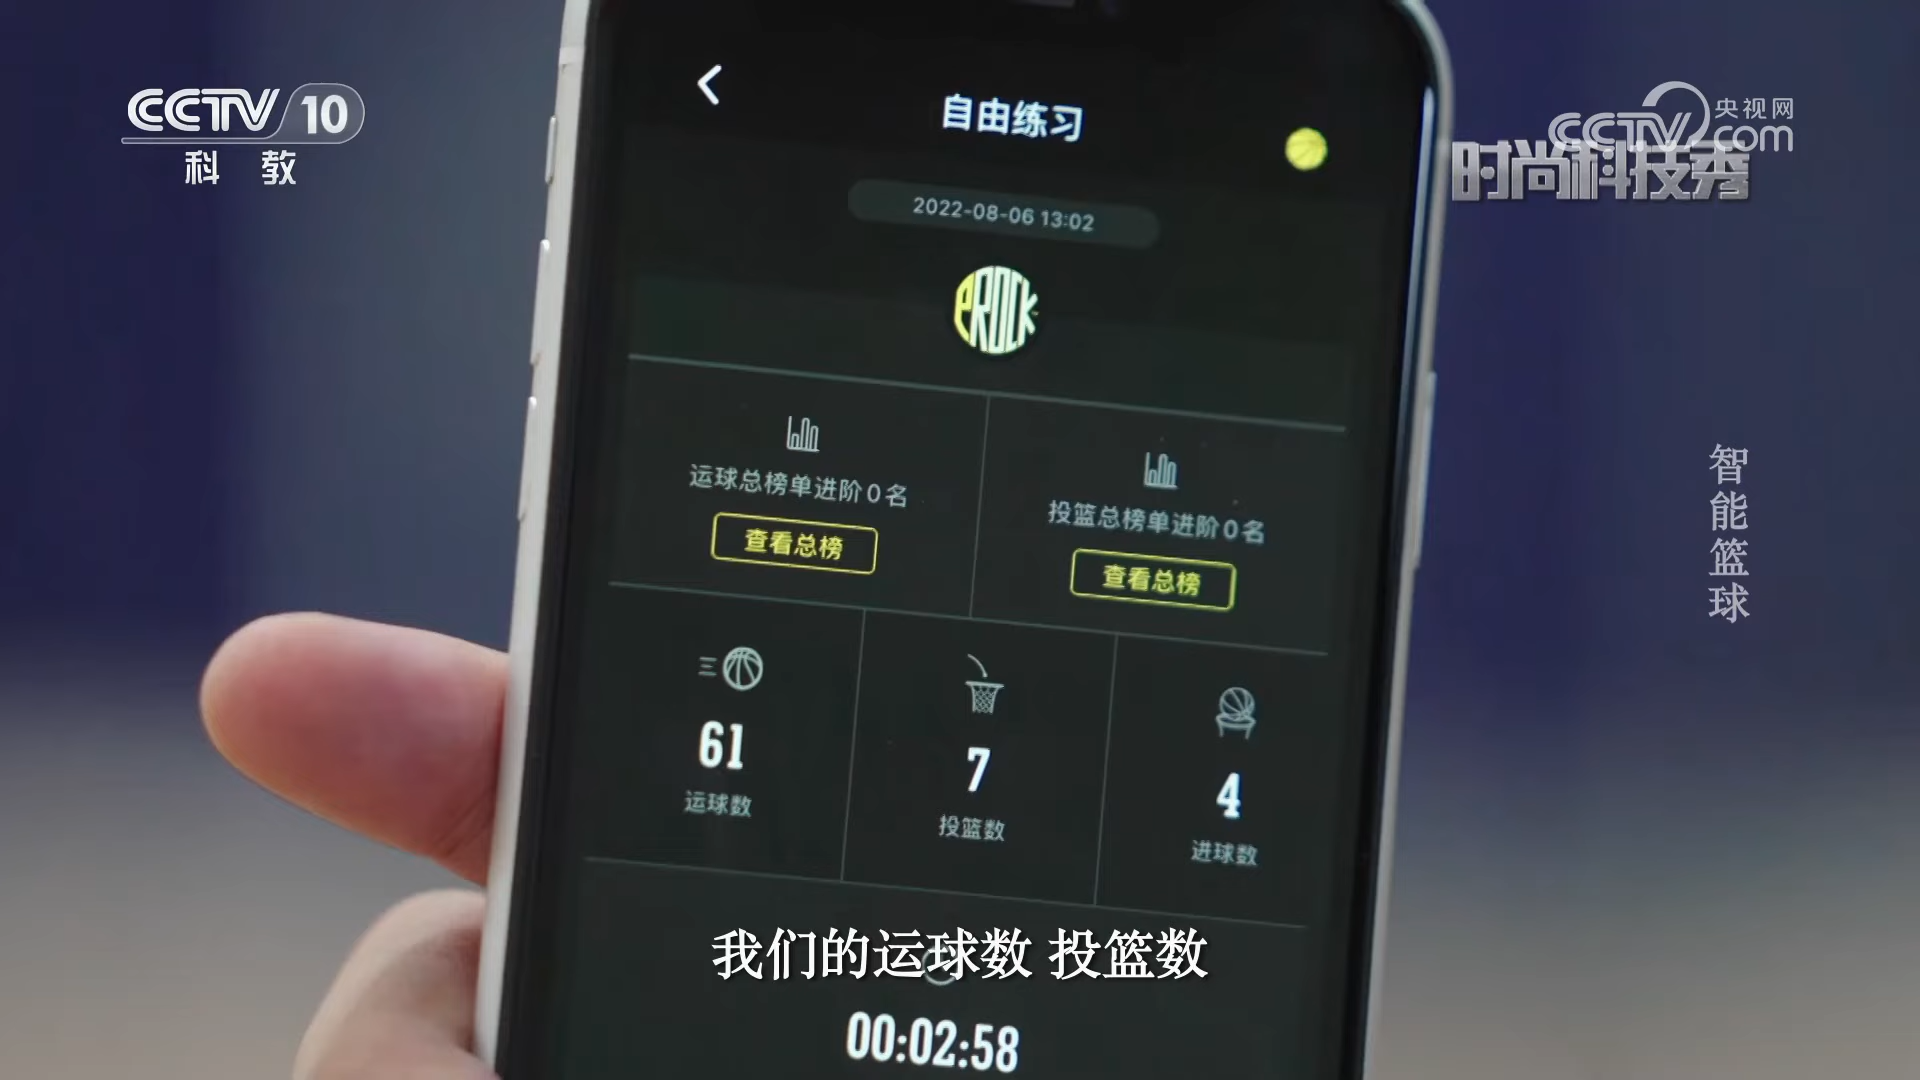 CCTV 10
科教
央视网
CCTV.com
时尚科技秀
自由练习
2022-08-06 13:02
PROCK
运球总榜单进阶0名
查看总榜
投篮总榜单进阶0名
查看总榜
61
运球数
7
投篮数
4
进球数
智能篮球
我们的运球数 投篮数
00:02:58